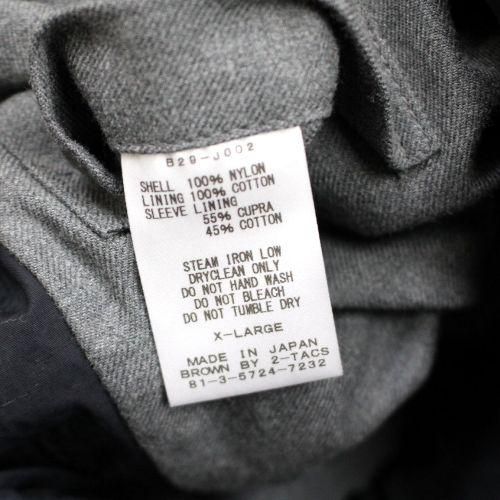 B29-J002
SHELL 100% NYLON
LINING 100% COTTON
SLEEVE LINING
55% CUPRA
45% COTTON
STEAM IRON LOW
DRYCLEAN ONLY
DO NOT HAND WASH
DO NOT BLEACH
DO NOT TUMBLE DRY
X-LARGE
MADE IN JAPAN
BROWN BY 2-TACS
81-3-5724-7232